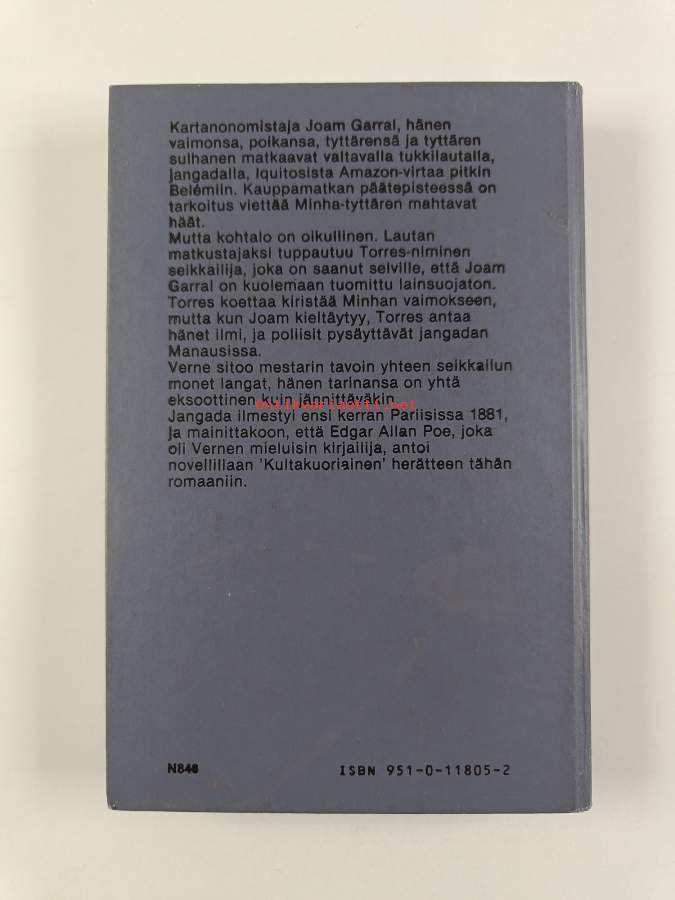 Kartanonomistaja Joam Garral, hänen
vaimonsa, poikansa, tyttärensä ja tyttären
sulhanen matkaavat valtavalla tukkilautalla,
jangadalla, Iquitosista Amazon-virtaa pitkin
Belémiin. Kauppamatkan päätepisteessä on
tarkoitus viettää Minha-tyttären mahtavat
häät.
Mutta kohtalo on oikullinen. Lautan
matkustajaksi tuppautuu Torres-niminen
seikkailija, joka on saanut selville, että Joam
Garral on kuolemaan tuomittu lainsuojaton.
Torres koettaa kiristää Minhan vaimokseen,
mutta kun Joam kieltäytyy, Torres antaa
hänet ilmi, ja poliisit pysäyttävät jangadan
Manausissa.
Verne sitoo mestarin tavoin yhteen seikkailun
monet langat, hänen tarinansa on yhtä
eksoottinen kuin jännittäväkin.
Antikvariaatti.net
Jangada ilmestyi ensi kerran Pariisissa 1881,
ja mainittakoon, että Edgar Allan Poe, joka
oli Vernen mieluisin kirjailija, antoi
novellillaan 'Kultakuoriainen' herätteen tähän
romaaniin.
N846 ISBN 951-0-11805-2